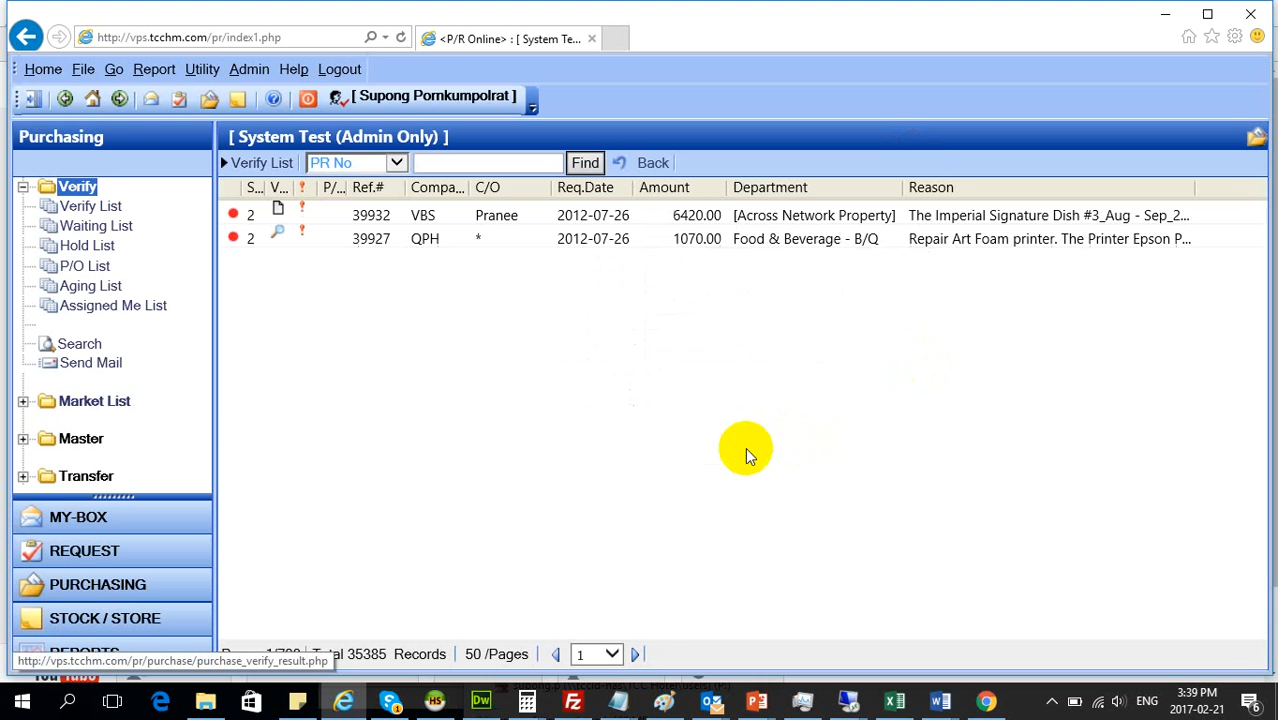 http://vps.tcchm.com/pr/index1.php
<P/R Online> : [ System Te...
Home File Go Report Utility Admin Help Logout
[ Supong Pornkumpolrat ]
Purchasing
[ System Test (Admin Only) ]
Verify List PR No Find Back
S... V... P/... Ref.# Compa... C/O Req.Date Amount Department Reason
2 39932 VBS Pranee 2012-07-26 6420.00 [Across Network Property] The Imperial Signature Dish #3_Aug - Sep_2...
2 39927 QPH * 2012-07-26 1070.00 Food & Beverage - B/Q Repair Art Foam printer. The Printer Epson P...
Verify
Verify List
Waiting List
Hold List
P/O List
Aging List
Assigned Me List
Search
Send Mail
Market List
Master
Transfer
MY-BOX
REQUEST
PURCHASING
STOCK / STORE
Total 35385 Records 50 /Pages 1
http://vps.tcchm.com/pr/purchase/purchase_verify_result.php
ENG
3:39 PM
2017-02-21